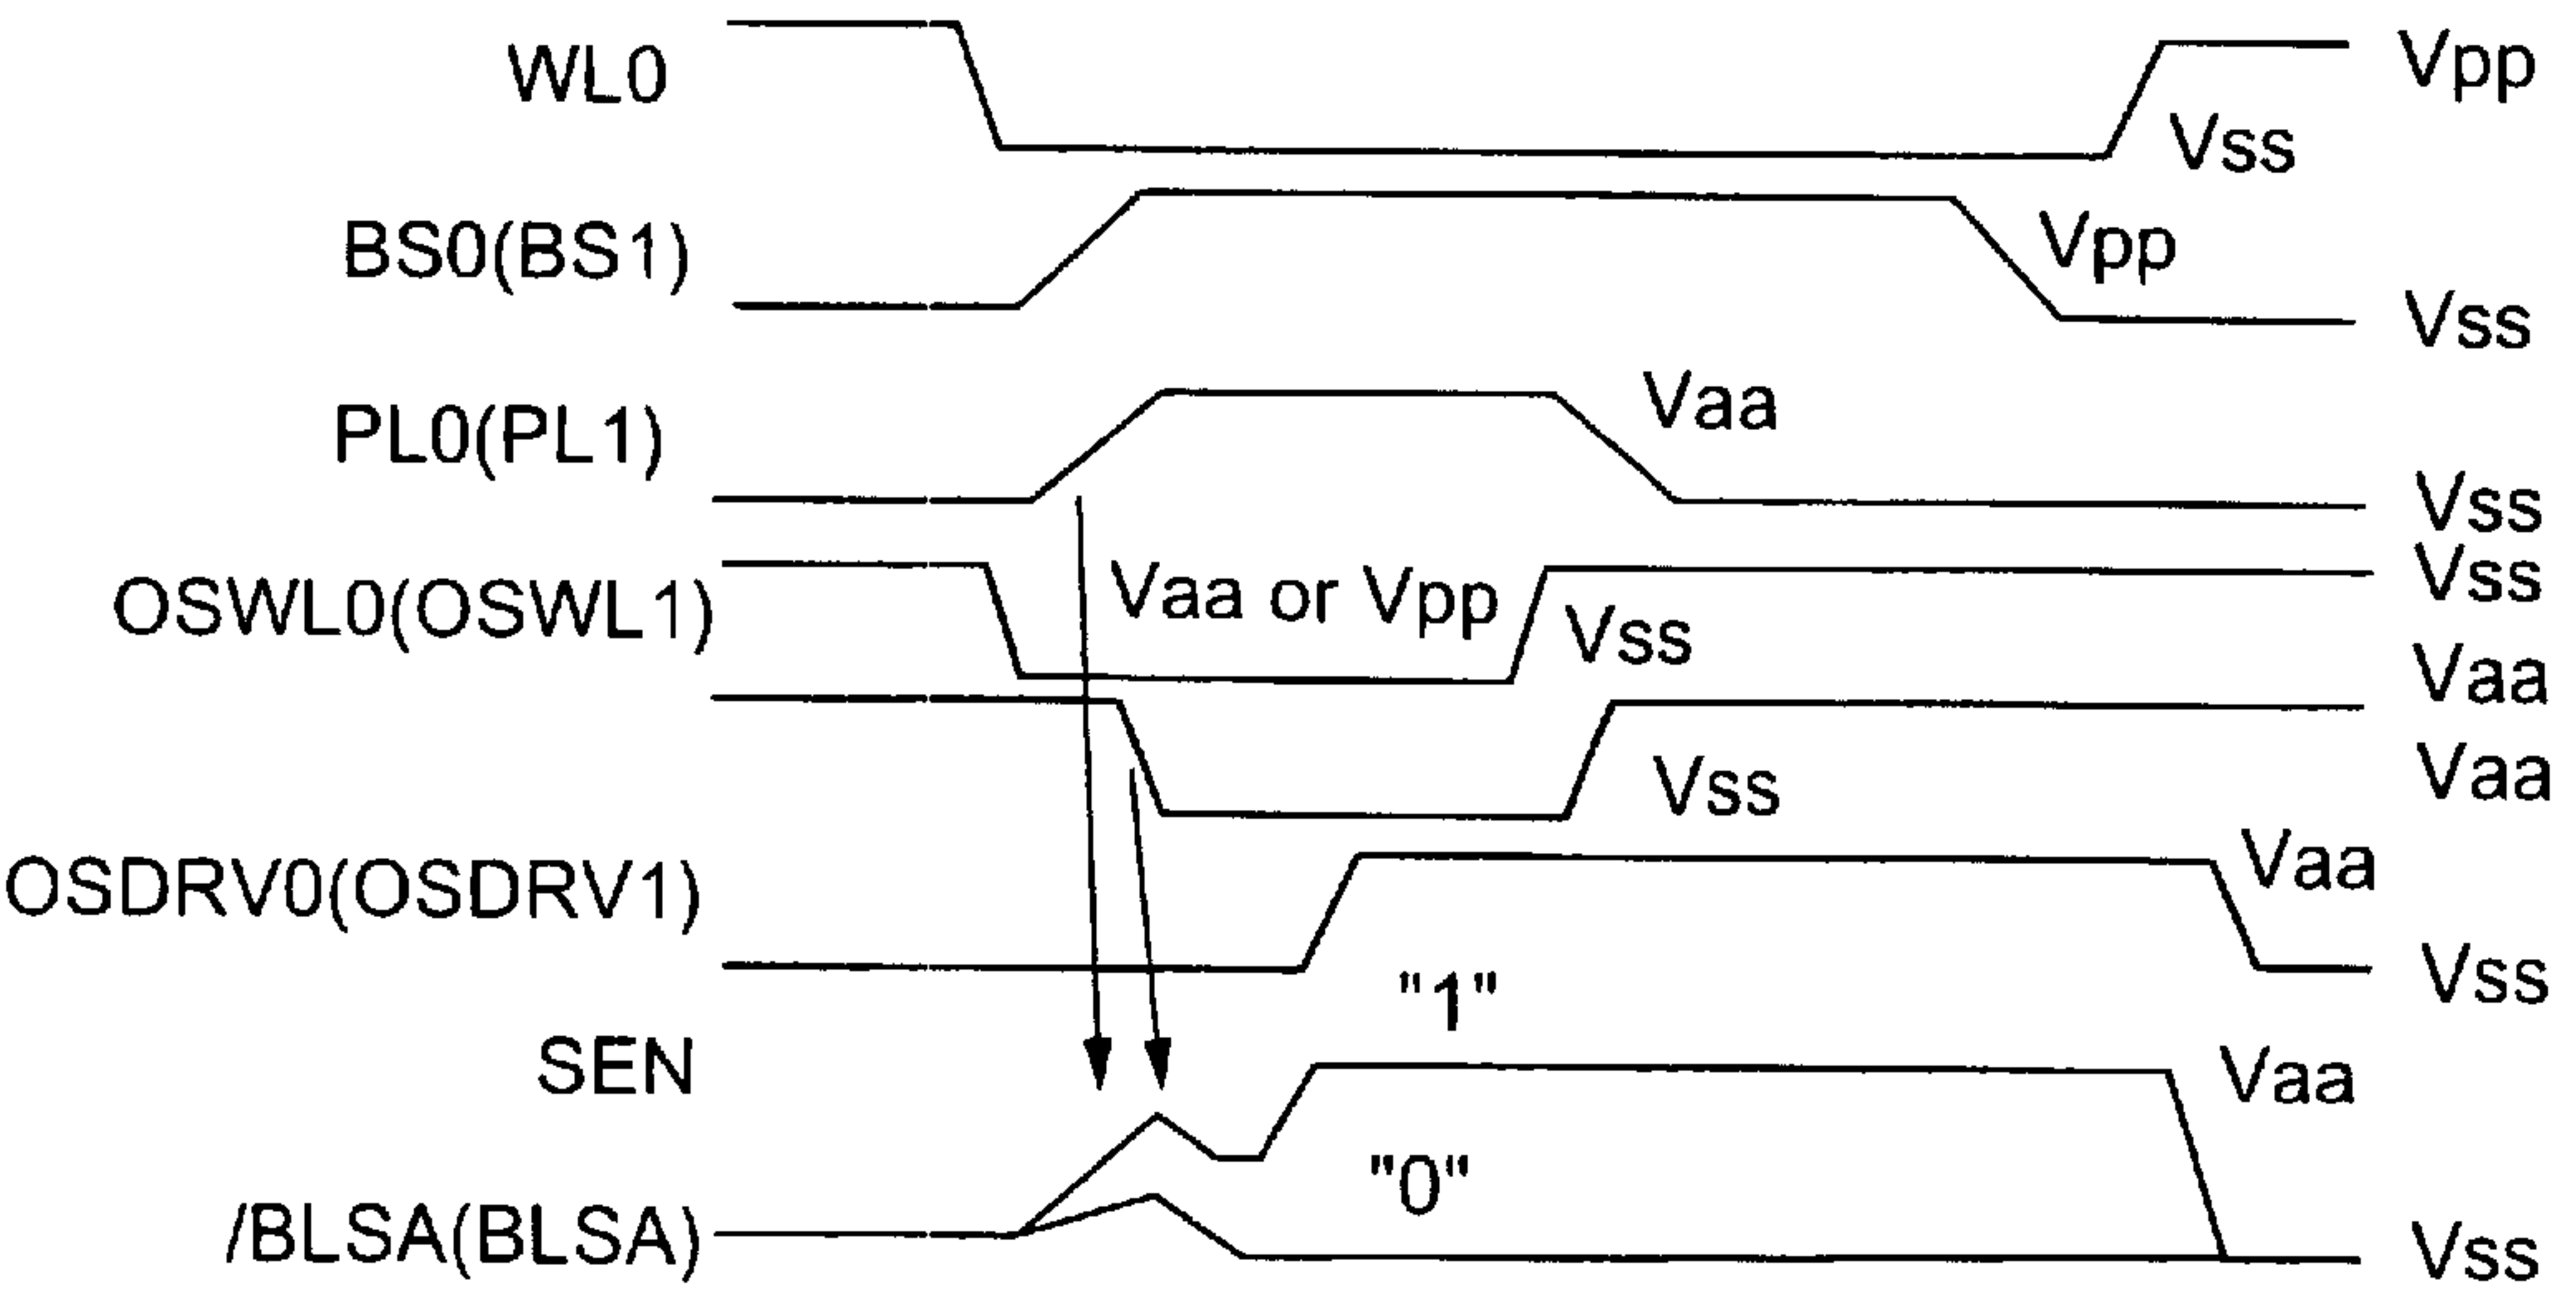 WL0
Vpp
Vss
BS0(BS1)
Vpp
Vss
PL0(PL1)
Vaa
Vss
OSWL0(OSWL1)
Vaa or Vpp
Vss
Vss
Vaa
Vss
Vaa
OSDRV0(OSDRV1)
Vaa
Vss
SEN
"1"
Vaa
"0"
/BLSA(BLSA)
Vss